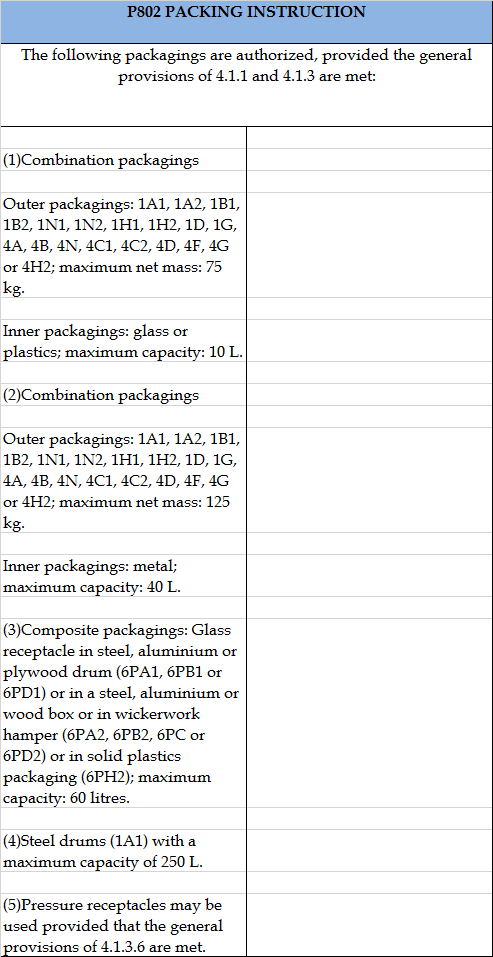 P802 PACKING INSTRUCTION
The following packagings are authorized, provided the general
provisions of 4.1.1 and 4.1.3 are met:
(1)Combination packagings
Outer packagings: 1A1, 1A2, 1B1,
1B2, 1N1, 1N2, 1H1, 1H2, 1D, 1G,
4A, 4B, 4N, 4C1, 4C2, 4D, 4F, 4G
or 4H2; maximum net mass: 75
kg.
Inner packagings: glass or
plastics; maximum capacity: 10 L.
(2)Combination packagings
Outer packagings: 1A1, 1A2, 1B1,
1B2, 1N1, 1N2, 1H1, 1H2, 1D, 1G,
4A, 4B, 4N, 4C1, 4C2, 4D, 4F, 4G
or 4H2; maximum net mass: 125
kg.
Inner packagings: metal;
maximum capacity: 40 L.
(3)Composite packagings: Glass
receptacle in steel, aluminium or
plywood drum (6PA1, 6PB1 or
6PD1) or in a steel, aluminium or
wood box or in wickerwork
hamper (6PA2, 6PB2, 6PC or
6PD2) or in solid plastics
packaging (6PH2); maximum
capacity: 60 litres.
(4)Steel drums (1A1) with a
maximum capacity of 250 L.
(5)Pressure receptacles may be
used provided that the general
provisions of 4.1.3.6 are met.